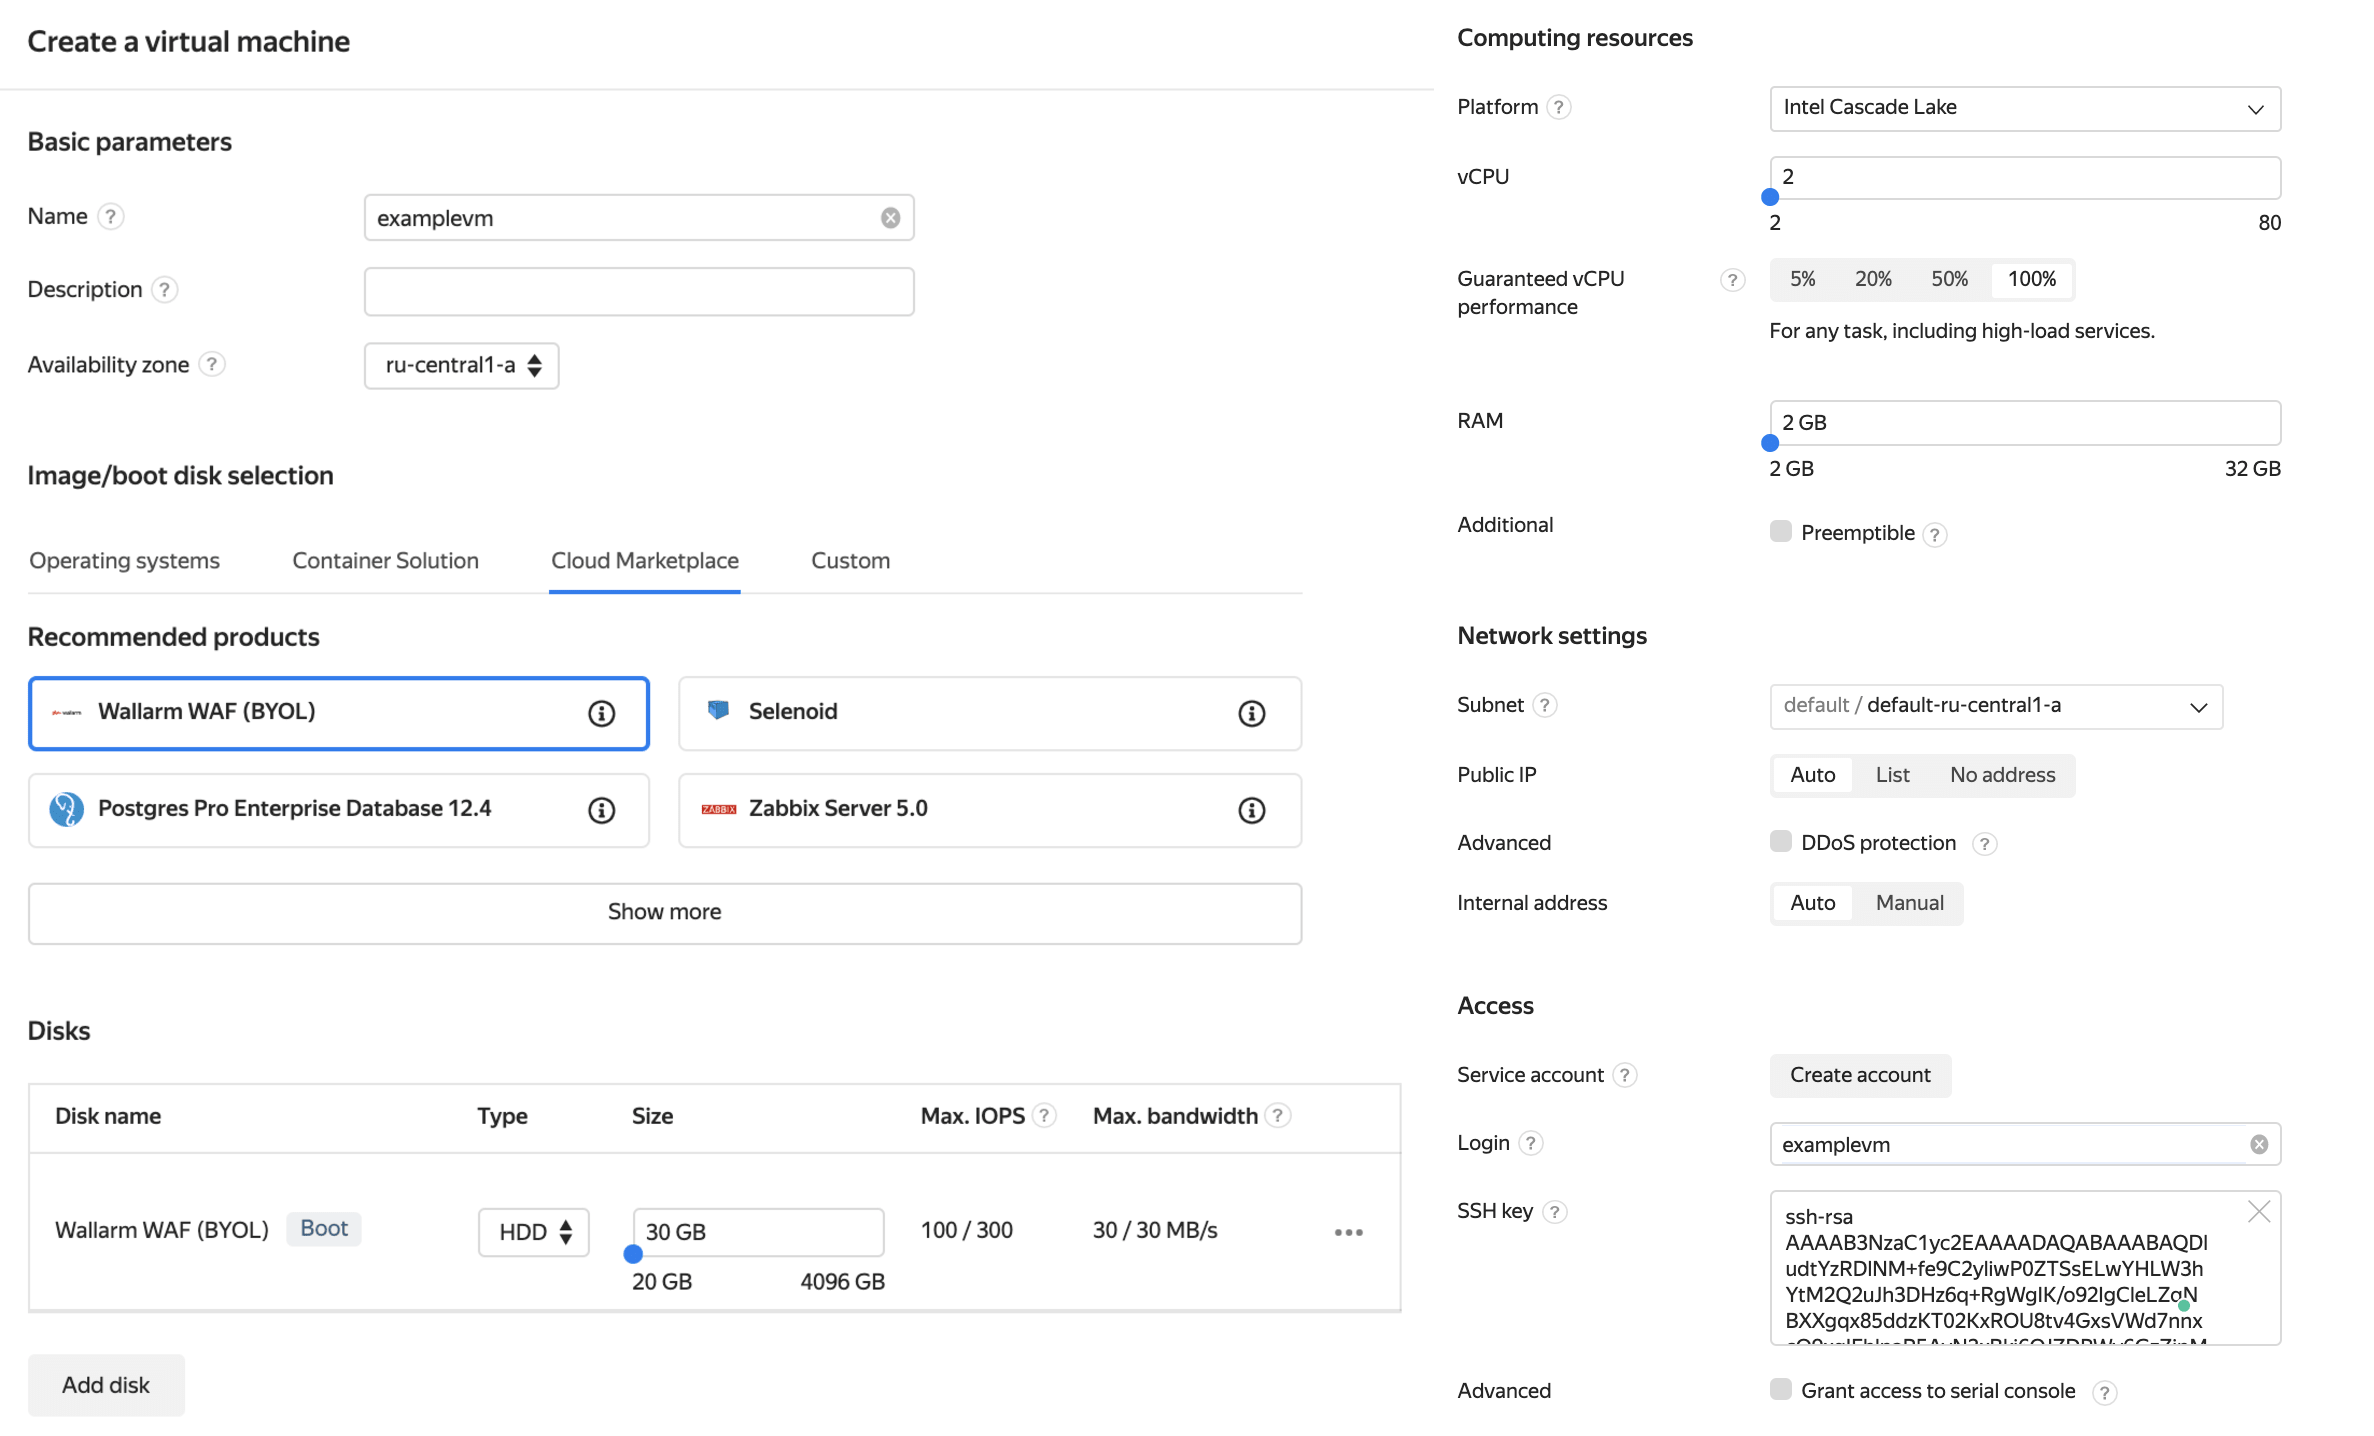 Create a virtual machine
Basic parameters
Name ?
examplevm
Description ?
Availability zone ?
ru-central1-a
Image/boot disk selection
Operating systems Container Solution Cloud Marketplace Custom
Recommended products
Wallarm WAF (BYOL)
Selenoid
Postgres Pro Enterprise Database 12.4
ZABBIX Zabbix Server 5.0
Show more
Disks
Disk name Type Size Max. IOPS ? Max. bandwidth ?
Wallarm WAF (BYOL) Boot HDD 30 GB 100 / 300 30 / 30 MB/s
20 GB 4096 GB
Add disk
Computing resources
Platform ? Intel Cascade Lake
vCPU 2
2 80
Guaranteed vCPU
performance ?
5% 20% 50% 100%
For any task, including high-load services.
RAM 2 GB
2 GB 32 GB
Additional Preemptible ?
Network settings
Subnet ? default / default-ru-central1-a
Public IP Auto List No address
Advanced DDoS protection ?
Internal address Auto Manual
Access
Service account ? Create account
Login ? examplevm
SSH key ?
ssh-rsa
AAAAB3NzaC1yc2EAAAADAQABAAABAQDl
udtYzRDlNM+fe9C2yliwP0ZTSsELwYHLW3h
YtM2Q2uJh3DHz6q+RgWgIK/o92IgCleLZqN
BXXgqx85ddzKT02KxROU8tv4GxsVWd7nnx
Advanced Grant access to serial console ?